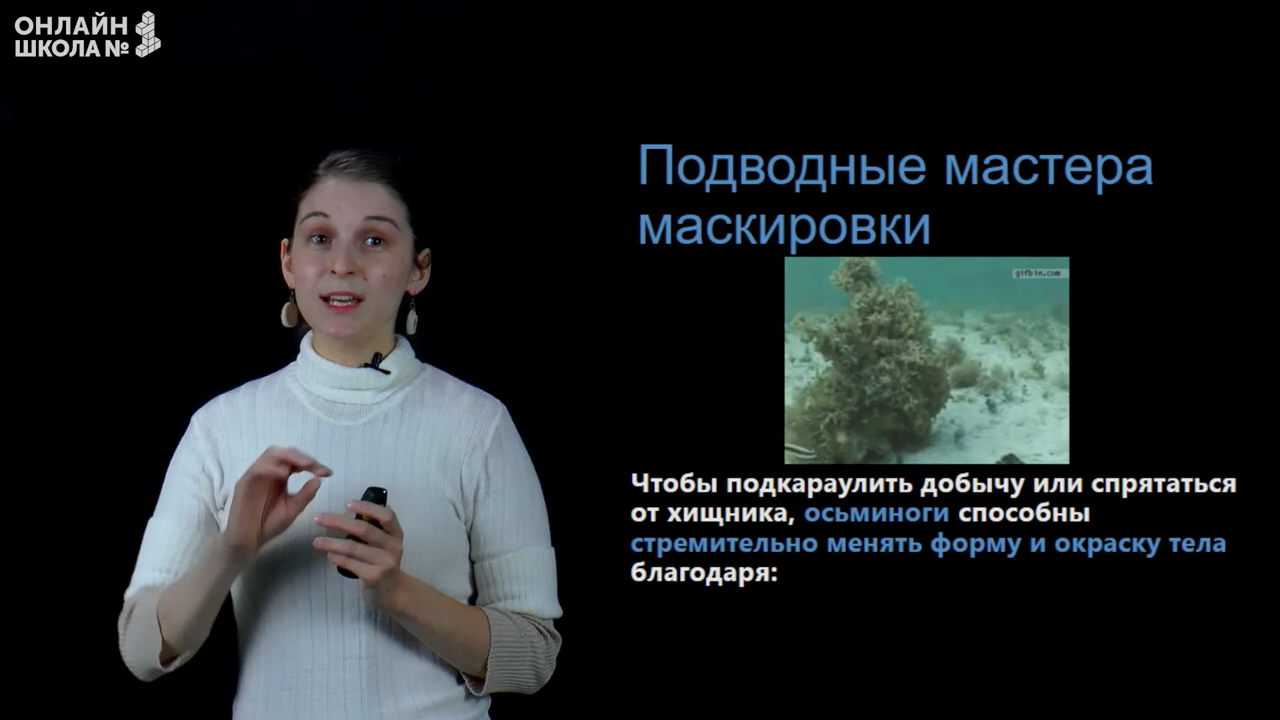 ОНЛАЙН
ШКОЛА №
Подводные мастера
маскировки
gifbin.com
Чтобы подкараулить добычу или спрятаться
от хищника, осьминоги способны
стремительно менять форму и окраску тела
благодаря: